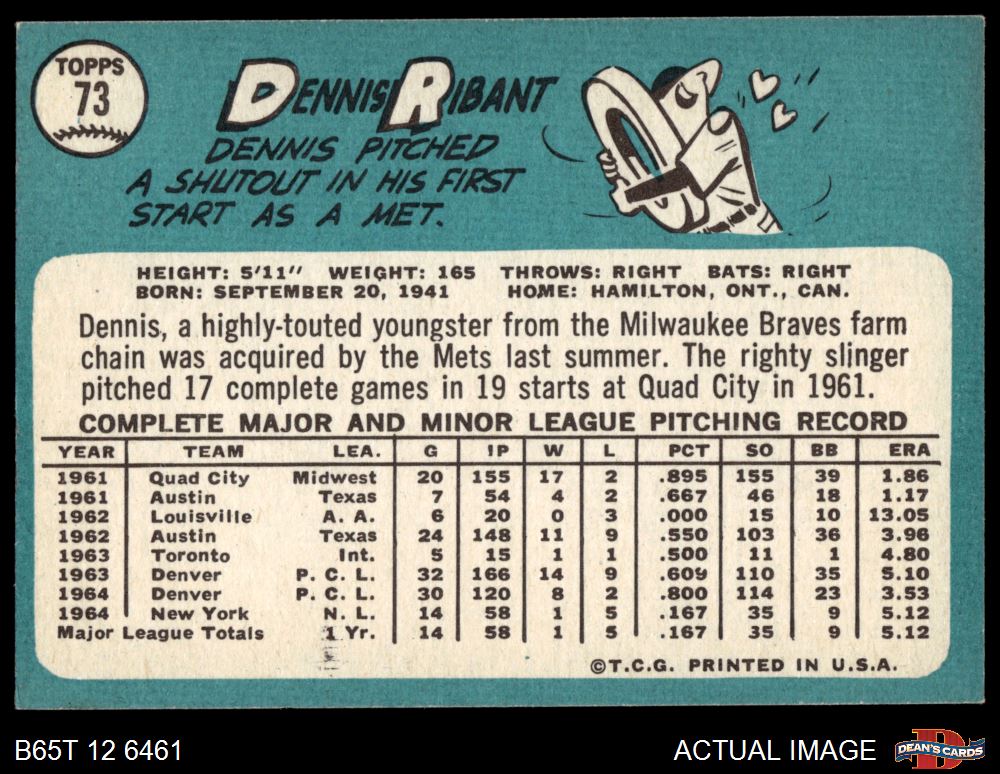 TOPPS
73
DENNIS RIBANT
DENNIS PITCHED
A SHUTOUT IN HIS FIRST
START AS A MET.
HEIGHT: 5'11" WEIGHT: 165 THROWS: RIGHT BATS: RIGHT
BORN: SEPTEMBER 20, 1941 HOME: HAMILTON, ONT., CAN.
Dennis, a highly-touted youngster from the Milwaukee Braves farm
chain was acquired by the Mets last summer. The righty slinger
pitched 17 complete games in 19 starts at Quad City in 1961.
COMPLETE MAJOR AND MINOR LEAGUE PITCHING RECORD
YEAR TEAM LEA. G IP W L PCT SO BB ERA
1961 Quad City Midwest 20 155 17 2 .895 155 39 1.86
1961 Austin Texas 7 54 4 2 .667 46 18 1.17
1962 Louisville A. A. 6 20 0 3 .000 15 10 13.05
1962 Austin Texas 24 148 11 9 .550 103 36 3.96
1963 Toronto Int. 5 15 1 1 .500 11 1 4.80
1963 Denver P. C. L. 32 166 14 9 .609 110 35 5.10
1964 Denver P. C. L. 30 120 8 2 .800 114 23 3.53
1964 New York N. L. 14 58 1 5 .167 35 9 5.12
Major League Totals 1 Yr. 14 58 1 5 .167 35 9 5.12
©T.C.G. PRINTED IN U.S.A.
B65T 12 6461
ACTUAL IMAGE
D
DEAN'S CARDS